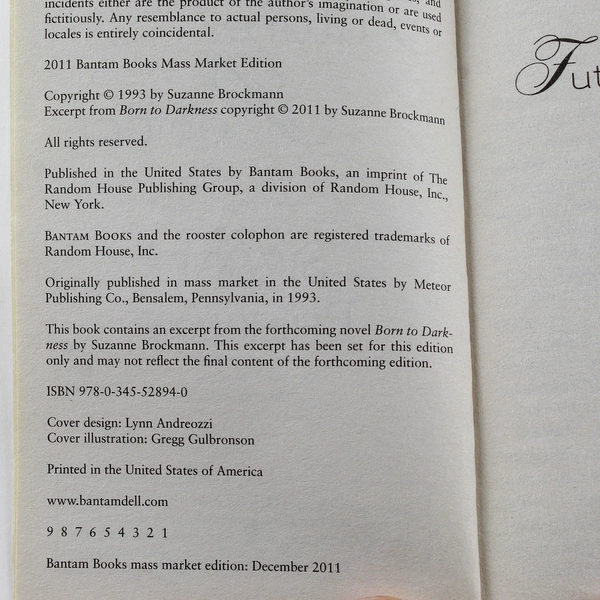 incidents either are the product of the author's imagination or are used
fictitiously. Any resemblance to actual persons, living or dead, events or
locales is entirely coincidental.
2011 Bantam Books Mass Market Edition
Copyright © 1993 by Suzanne Brockmann
Excerpt from Born to Darkness copyright © 2011 by Suzanne Brockmann
All rights reserved.
Published in the United States by Bantam Books, an imprint of The
Random House Publishing Group, a division of Random House, Inc.,
New York.
BANTAM BOOKS and the rooster colophon are registered trademarks of
Random House, Inc.
Originally published in mass market in the United States by Meteor
Publishing Co., Bensalem, Pennsylvania, in 1993.
This book contains an excerpt from the forthcoming novel Born to Dark-
ness by Suzanne Brockmann. This excerpt has been set for this edition
only and may not reflect the final content of the forthcoming edition.
ISBN 978-0-345-52894-0
Cover design: Lynn Andreozzi
Cover illustration: Gregg Gulbronson
Printed in the United States of America
www.bantamdell.com
9 8 7 6 5 4 3 2 1
Bantam Books mass market edition: December 2011
Fut